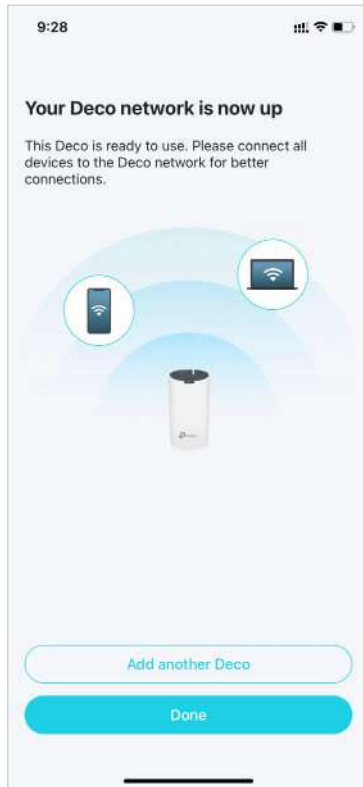 9:28
Your Deco network is now up
This Deco is ready to use. Please connect all
devices to the Deco network for better
connections.
Add another Deco
Done